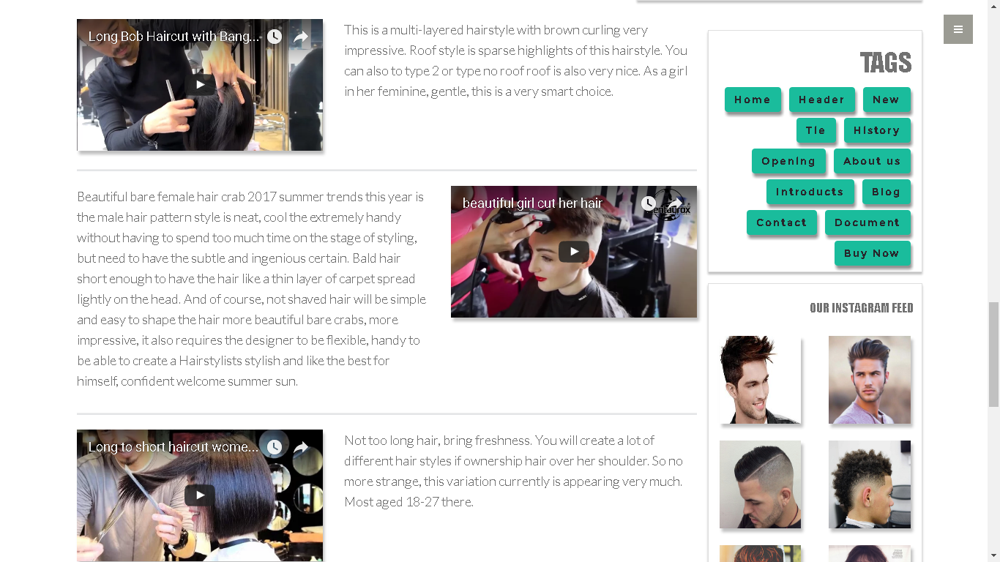 Long Bob Haircut with Bang...
This is a multi-layered hairstyle with brown curling very
impressive. Roof style is sparse highlights of this hairstyle. You
can also to type 2 or type no roof roof is also very nice. As a girl
in her feminine, gentle, this is a very smart choice.
Beautiful bare female hair crab 2017 summer trends this year is
the male hair pattern style is neat, cool the extremely handy
without having to spend too much time on the stage of styling,
but need to have the subtle and ingenious certain. Bald hair
short enough to have the hair like a thin layer of carpet spread
lightly on the head. And of course, not shaved hair will be simple
and easy to shape the hair more beautiful bare crabs, more
impressive, it also requires the designer to be flexible, handy to
be able to create a Hairstylists stylish and like the best for
himself, confident welcome summer sun.
beautiful girl cut her hair
Long to short haircut wome...
Not too long hair, bring freshness. You will create a lot of
different hair styles if ownership hair over her shoulder. So no
more strange, this variation currently is appearing very much.
Most aged 18-27 there.
TAGS
Home Header New
Tie History
Opening About us
Introducts Blog
Contact Document
Buy Now
OUR INSTAGRAM FEED